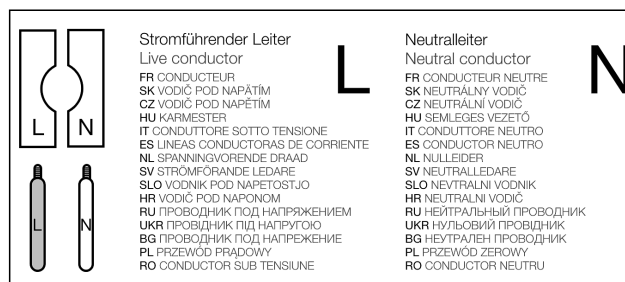 L N
L N
Stromführender Leiter
Live conductor
FR CONDUCTEUR
SK VODIČ POD NAPÄTÍM
CZ VODIČ POD NAPĚTÍM
HU KARMESTER
IT CONDUTTORE SOTTO TENSIONE
ES LINEAS CONDUCTORAS DE CORRIENTE
NL SPANNINGVORENDE DRAAD
SV STRÖMFÖRANDE LEDARE
SLO VODNIK POD NAPETOSTJO
HR VODIČ POD NAPONOM
RU ПРОВОДНИК ПОД НАПРЯЖЕНИЕМ
UKR ПРОВІДНИК ПІД НАПРУГОЮ
BG ПРОВОДНИК ПОД НАПРЕЖЕНИЕ
PL PRZEWÓD PRĄDOWY
RO CONDUCTOR SUB TENSIUNE
L
Neutralleiter
Neutral conductor
FR CONDUCTEUR NEUTRE
SK NEUTRÁLNY VODIČ
CZ NEUTRÁLNÍ VODIČ
HU SEMLEGES VEZETŐ
IT CONDUTTORE NEUTRO
ES CONDUCTOR NEUTRO
NL NULLEIDER
SV NEUTRALLEDARE
SLO NEVTRALNI VODNIK
HR NEUTRALNI VODIČ
RU НЕЙТРАЛЬНЫЙ ПРОВОДНИК
UKR НУЛЬОВИЙ ПРОВІДНИК
BG НЕУТРАЛЕН ПРОВОДНИК
PL PRZEWÓD ZEROWY
RO CONDUCTOR NEUTRU
N